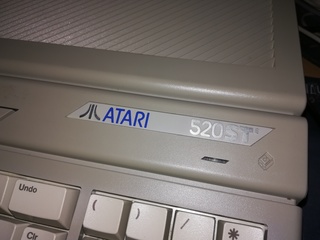 ATARI 520ST
Undo ( ) / *
Clr